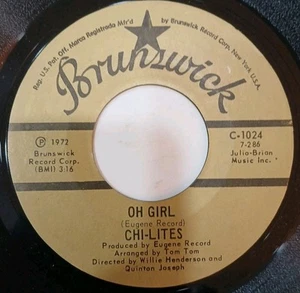 Reg. U.S. Pat. Off. Marca Registrada Mfr'd by Brunswick Record Corp., New York, U.S.A.
Brunswick
℗ 1972
Brunswick
Record Corp.
(BMI) 3:16
C-1024
7-286
Julio-Brian
Music Inc.
OH GIRL
(Eugene Record)
CHI-LITES
Produced by Eugene Record
Arranged by Tom Tom
Directed by Willie Henderson and
Quinton Joseph